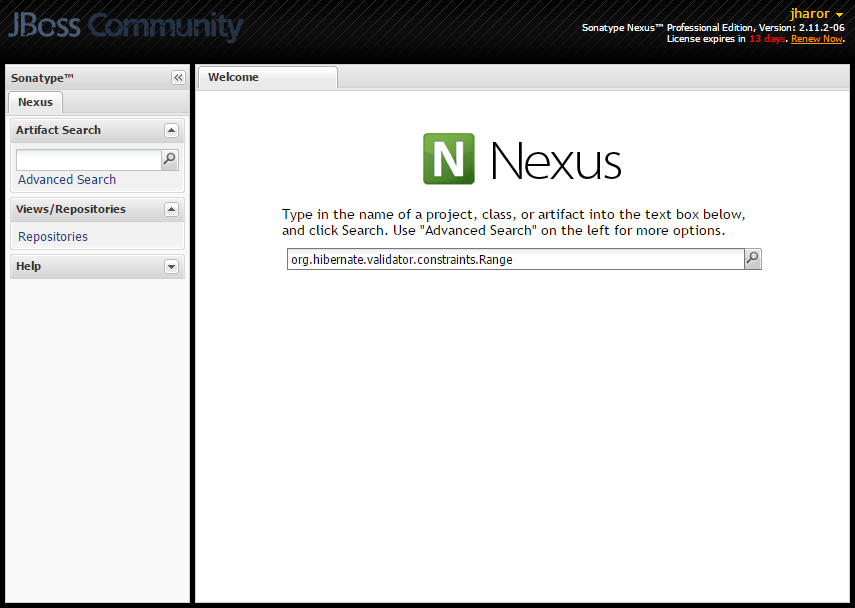 JBoss Community
jharor
Sonatype Nexus™ Professional Edition, Version: 2.11.2-06
License expires in 13 days. Renew Now.
Sonatype™
Nexus
Artifact Search
Advanced Search
Views/Repositories
Repositories
Help
Welcome
N Nexus
Type in the name of a project, class, or artifact into the text box below,
and click Search. Use "Advanced Search" on the left for more options.
org.hibernate.validator.constraints.Range